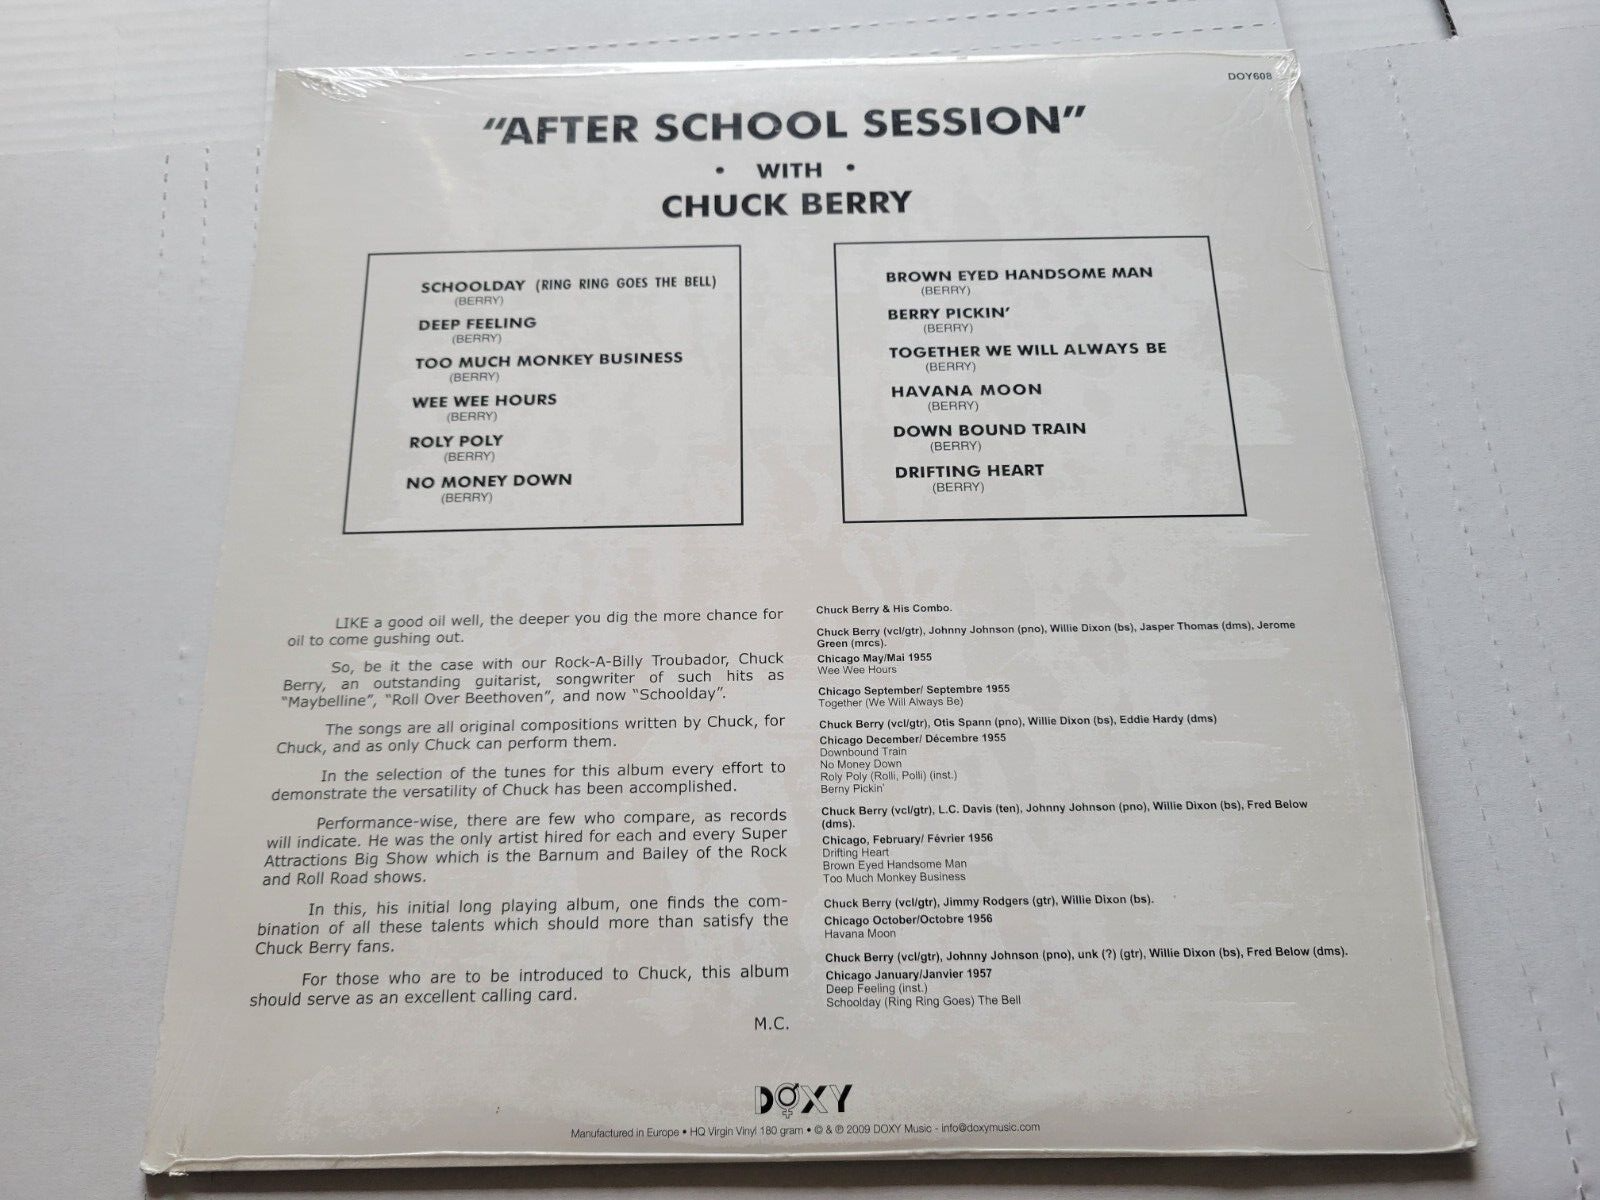 DOY608
"AFTER SCHOOL SESSION"
• WITH •
CHUCK BERRY
SCHOOLDAY (RING RING GOES THE BELL)
(BERRY)
DEEP FEELING
(BERRY)
TOO MUCH MONKEY BUSINESS
(BERRY)
WEE WEE HOURS
(BERRY)
ROLY POLY
(BERRY)
NO MONEY DOWN
(BERRY)
BROWN EYED HANDSOME MAN
(BERRY)
BERRY PICKIN'
(BERRY)
TOGETHER WE WILL ALWAYS BE
(BERRY)
HAVANA MOON
(BERRY)
DOWN BOUND TRAIN
(BERRY)
DRIFTING HEART
(BERRY)
LIKE a good oil well, the deeper you dig the more chance for
oil to come gushing out.
So, be it the case with our Rock-A-Billy Troubador, Chuck
Berry, an outstanding guitarist, songwriter of such hits as
"Maybelline", "Roll Over Beethoven", and now "Schoolday".
The songs are all original compositions written by Chuck, for
Chuck, and as only Chuck can perform them.
In the selection of the tunes for this album every effort to
demonstrate the versatility of Chuck has been accomplished.
Performance-wise, there are few who compare, as records
will indicate. He was the only artist hired for each and every Super
Attractions Big Show which is the Barnum and Bailey of the Rock
and Roll Road shows.
In this, his initial long playing album, one finds the com-
bination of all these talents which should more than satisfy the
Chuck Berry fans.
For those who are to be introduced to Chuck, this album
should serve as an excellent calling card.
M.C.
Chuck Berry & His Combo.
Chuck Berry (vcl/gtr), Johnny Johnson (pno), Willie Dixon (bs), Jasper Thomas (dms), Jerome
Green (mrcs).
Chicago May/Mai 1955
Wee Wee Hours
Chicago September/ Septembre 1955
Together (We Will Always Be)
Chuck Berry (vcl/gtr), Otis Spann (pno), Willie Dixon (bs), Eddie Hardy (dms)
Chicago December/ Décembre 1955
Downbound Train
No Money Down
Roly Poly (Rolli, Polli) (inst.)
Berny Pickin'
Chuck Berry (vcl/gtr), L.C. Davis (ten), Johnny Johnson (pno), Willie Dixon (bs), Fred Below
(dms).
Chicago, February/ Février 1956
Drifting Heart
Brown Eyed Handsome Man
Too Much Monkey Business
Chuck Berry (vcl/gtr), Jimmy Rodgers (gtr), Willie Dixon (bs).
Chicago October/Octobre 1956
Havana Moon
Chuck Berry (vcl/gtr), Johnny Johnson (pno), unk (?) (gtr), Willie Dixon (bs), Fred Below (dms).
Chicago January/Janvier 1957
Deep Feeling (inst.)
Schoolday (Ring Ring Goes) The Bell
DOXY
Manufactured in Europe • HQ Virgin Vinyl 180 gram • © & ℗ 2009 DOXY Music - info@doxymusic.com